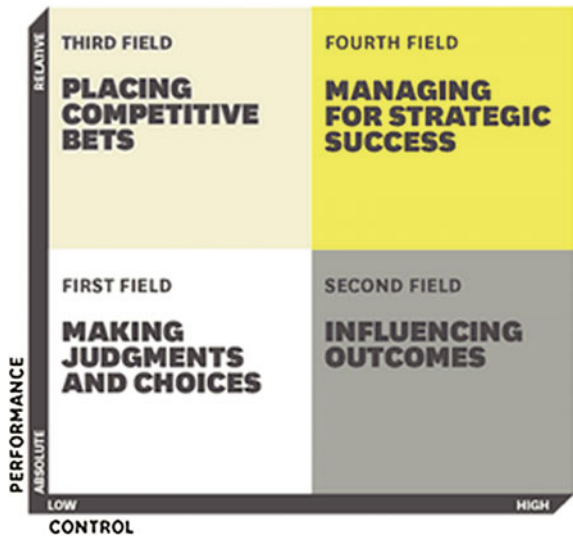 RELATIVE
THIRD FIELD
PLACING
COMPETITIVE
BETS
FOURTH FIELD
MANAGING
FOR STRATEGIC
SUCCESS
FIRST FIELD
MAKING
JUDGMENTS
AND CHOICES
SECOND FIELD
INFLUENCING
OUTCOMES
PERFORMANCE
ABSOLUTE
LOW
HIGH
CONTROL